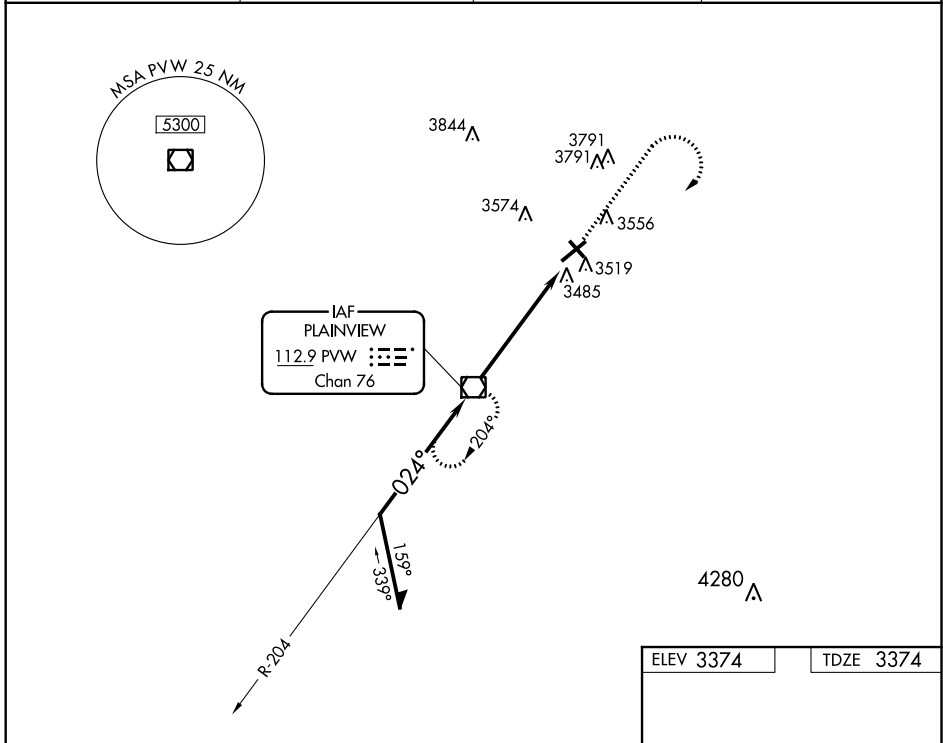 MSA PVW 25 NM
5300
3844
3791
3791
3574
3556
3519
3485
IAF
PLAINVIEW
112.9 PVW
Chan 76
204°
024°
159°
339°
R-204
4280
ELEV 3374
TDZE 3374